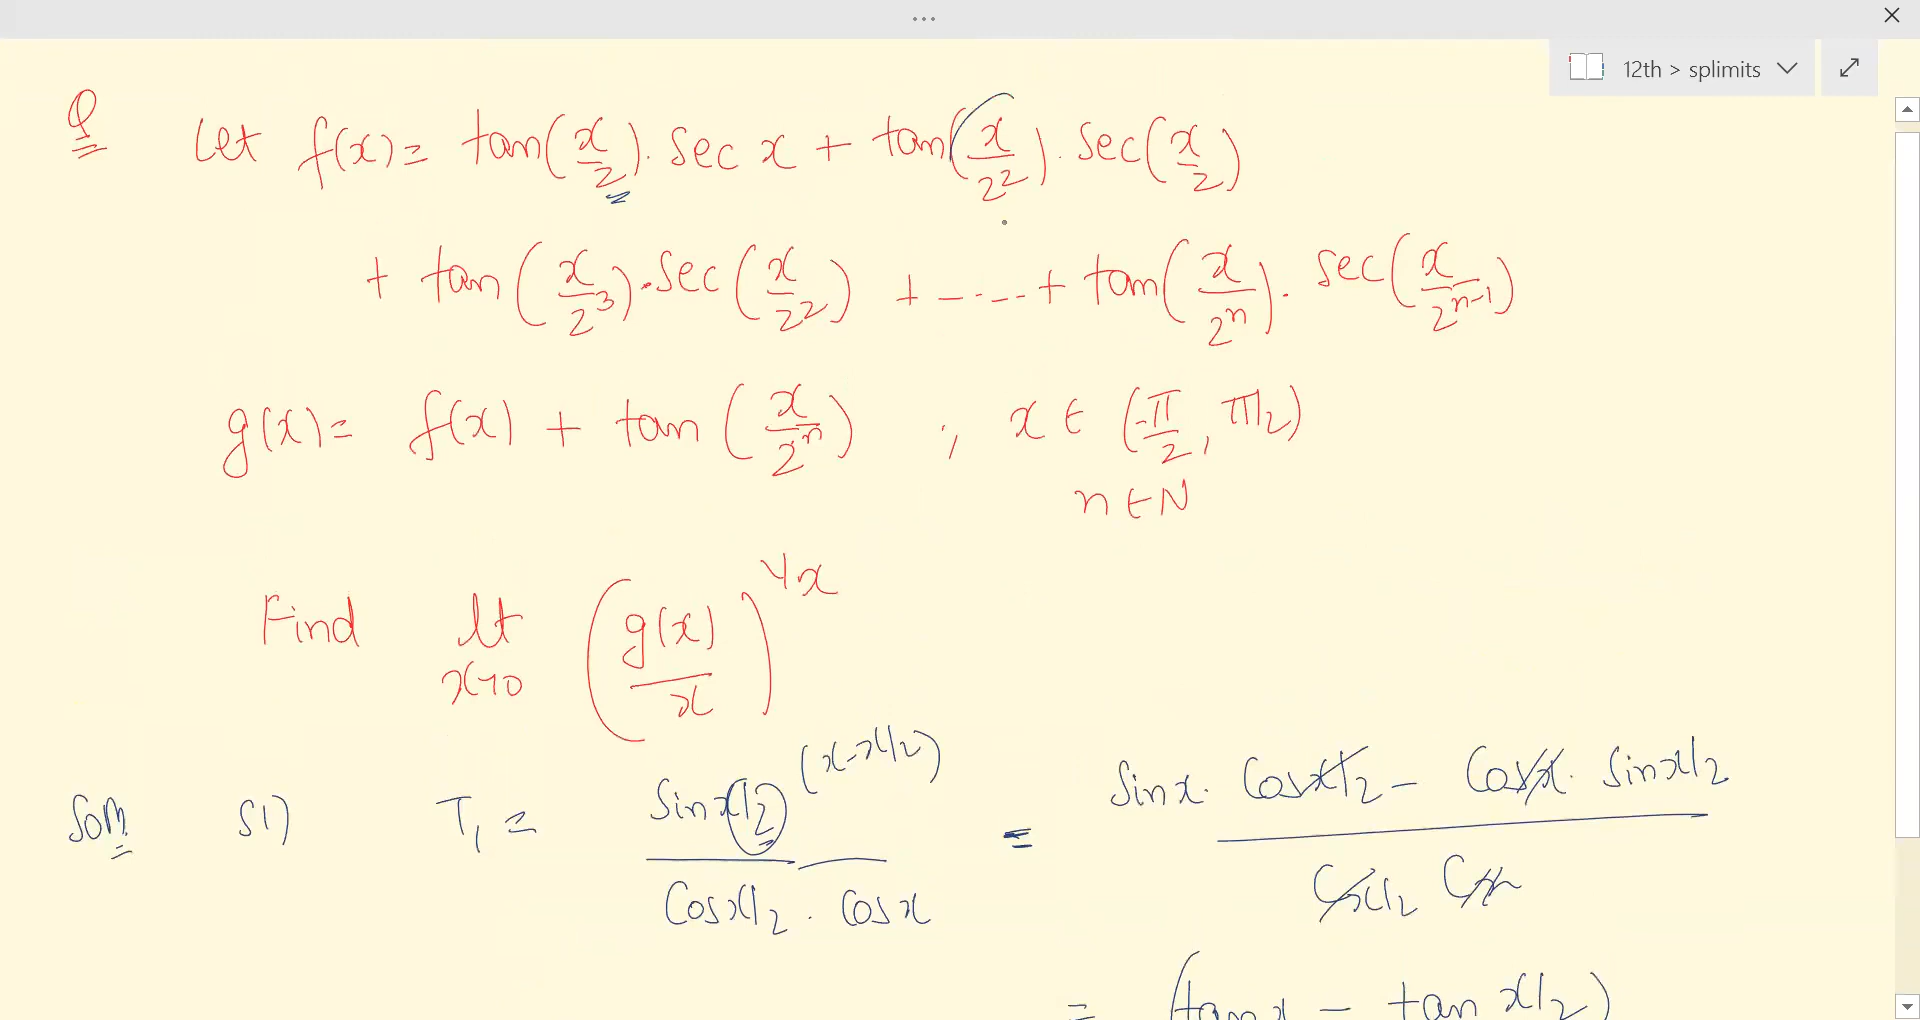 ...
12th > splimits
Q Let f(x) = tan(x/2). sec x + tan(x/2²). sec(x/2)
+ tan(x/2³).sec(x/2²) + ----- + tan(x/2ⁿ). sec(x/2ⁿ⁻¹)
g(x) = f(x) + tan(x/2ⁿ) ; x ∈ (-π/2, π/2)
n ∈ N
Find lt x→0 (g(x)/x)^(1/x)
Soln S1) T₁ = sin x/2 (x-x/2) / cos x/2 . cos x = sin x. cos x/2 - cos x. sin x/2 / C x/2 C x
= (tan x - tan x/2)